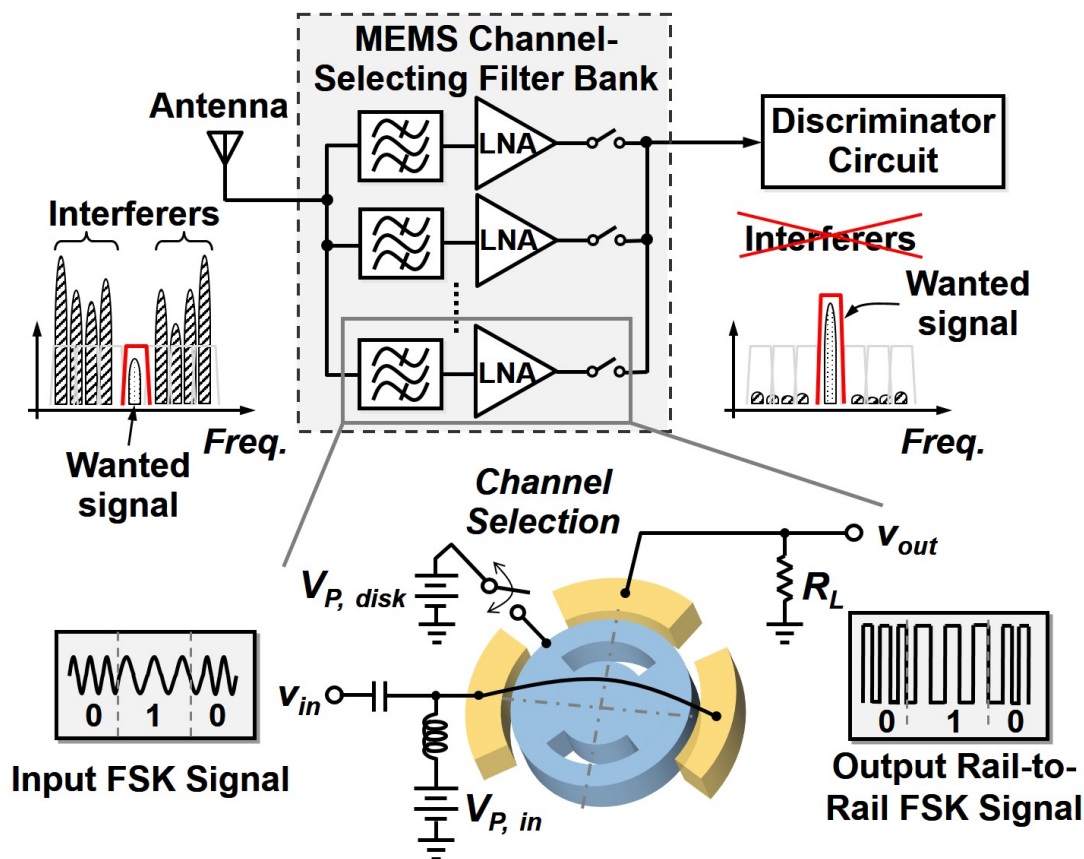 MEMS Channel-
Selecting Filter Bank
Antenna
LNA
Discriminator
Circuit
Interferers
LNA
Interferers
Wanted
signal
LNA
Freq.
Wanted
signal
Freq.
Channel
Selection
V_P, disk
v_out
R_L
v_in
0 1 0
0 1 0
Input FSK Signal
V_P, in
Output Rail-to-
Rail FSK Signal